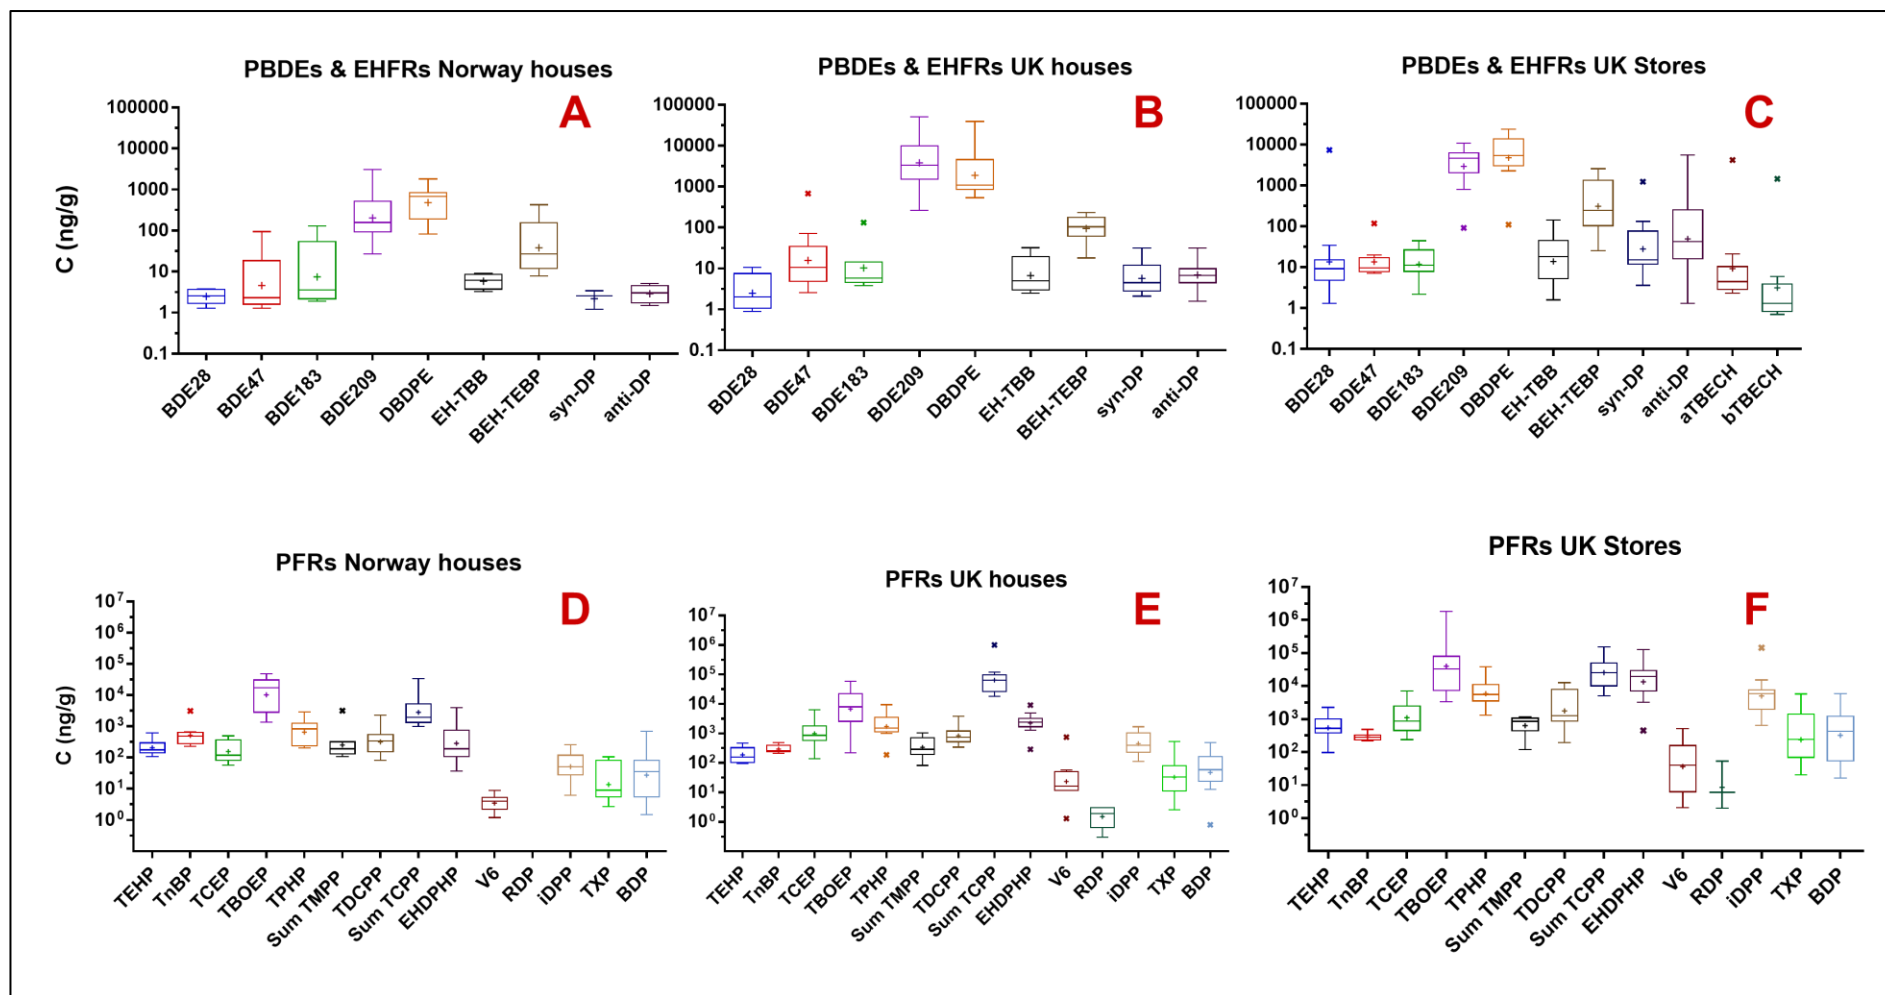 PBDEs & EHFRs Norway houses
A
C (ng/g)
100000
10000
1000
100
10
1
0.1
BDE28
BDE47
BDE183
BDE209
DBDPE
EH-TBB
BEH-TEBP
syn-DP
anti-DP
PBDEs & EHFRs UK houses
B
100000
10000
1000
100
10
1
0.1
BDE28
BDE47
BDE183
BDE209
DBDPE
EH-TBB
BEH-TEBP
syn-DP
anti-DP
PBDEs & EHFRs UK Stores
C
100000
10000
1000
100
10
1
0.1
BDE28
BDE47
BDE183
BDE209
DBDPE
EH-TBB
BEH-TEBP
syn-DP
anti-DP
aTBECH
bTBECH
PFRs Norway houses
D
C (ng/g)
10⁷
10⁶
10⁵
10⁴
10³
10²
10¹
10⁰
TEHP
TnBP
TCEP
TBOEP
TPHP
Sum TMPP
TDCPP
Sum TCPP
EHDPHP
V6
RDP
iDPP
TXP
BDP
PFRs UK houses
E
10⁷
10⁶
10⁵
10⁴
10³
10²
10¹
10⁰
TEHP
TnBP
TCEP
TBOEP
TPHP
Sum TMPP
TDCPP
Sum TCPP
EHDPHP
V6
RDP
iDPP
TXP
BDP
PFRs UK Stores
F
10⁷
10⁶
10⁵
10⁴
10³
10²
10¹
10⁰
TEHP
TnBP
TCEP
TBOEP
TPHP
Sum TMPP
TDCPP
Sum TCPP
EHDPHP
V6
RDP
iDPP
TXP
BDP